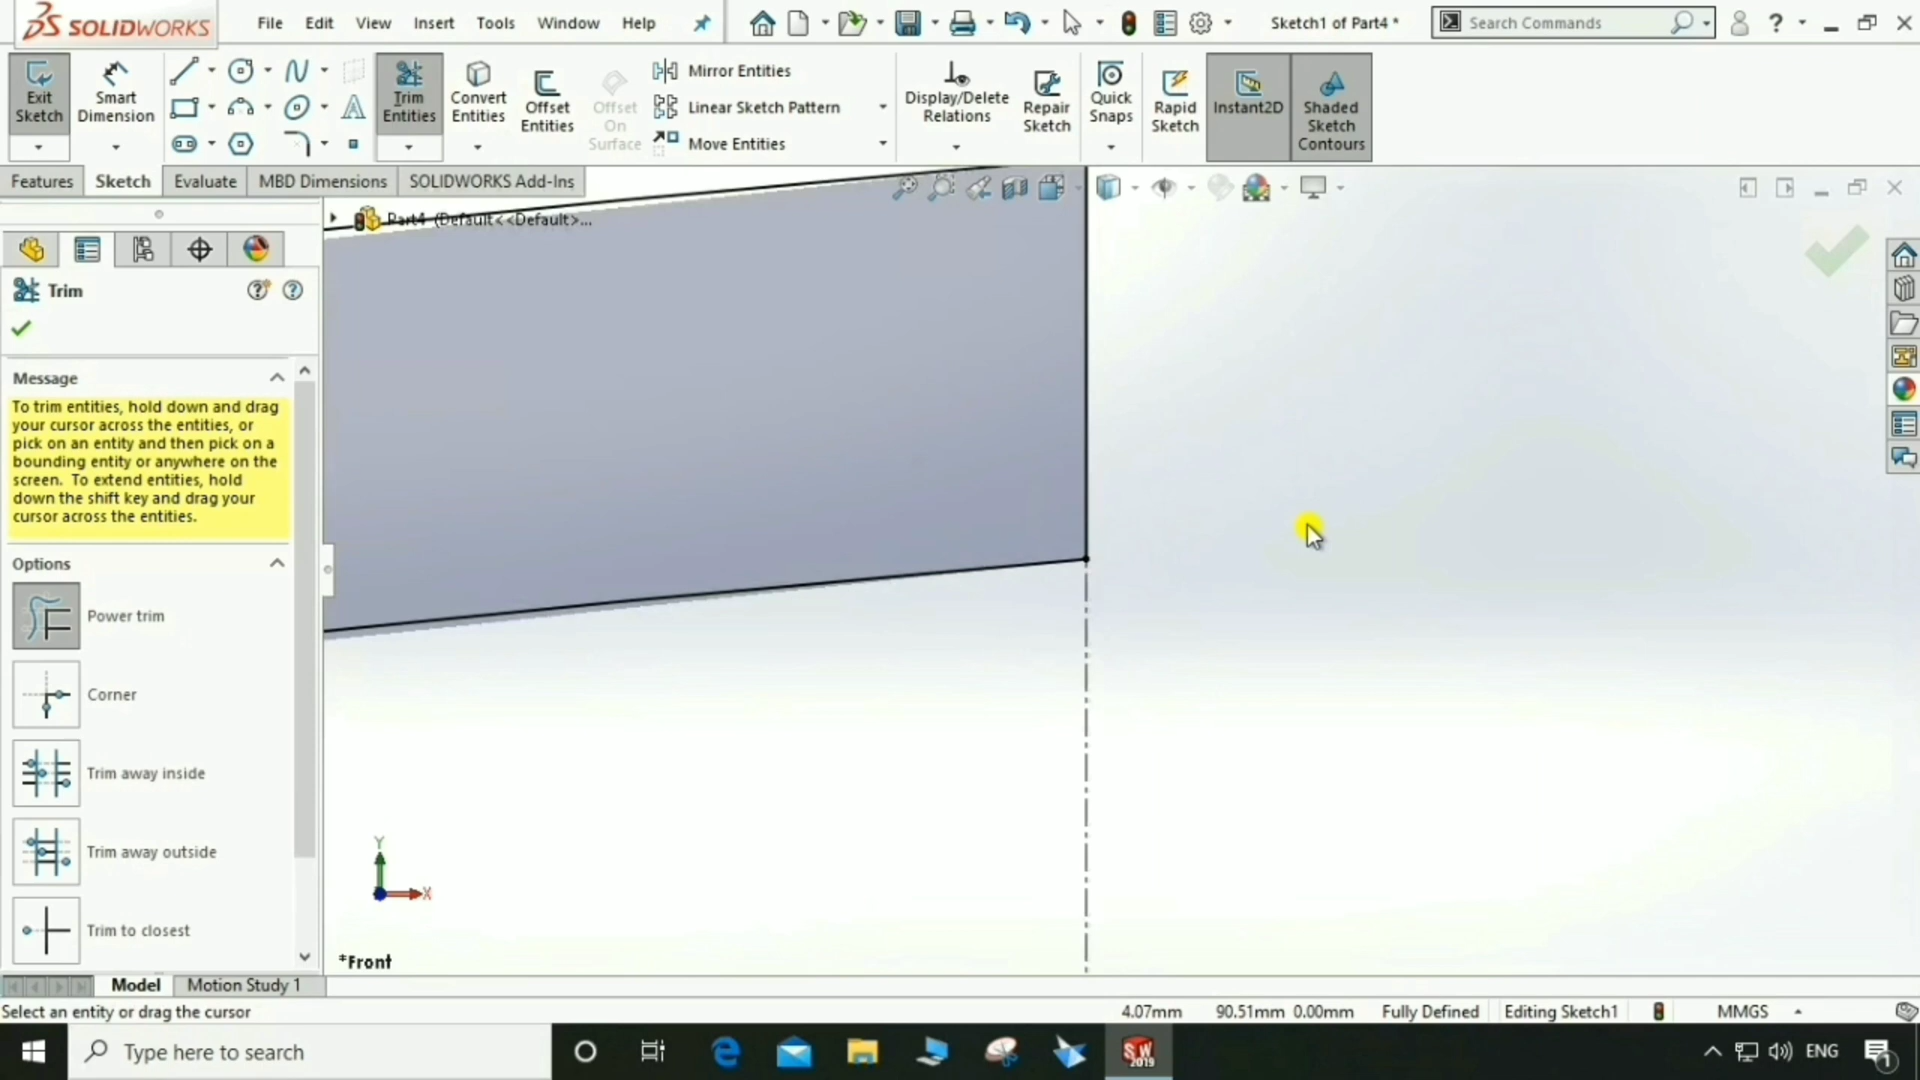 SOLIDWORKS
File Edit View Insert Tools Window Help
Sketch1 of Part4 *
Search Commands
Exit Sketch
Smart Dimension
Trim Entities
Convert Entities
Offset Entities
Offset On Surface
Mirror Entities
Linear Sketch Pattern
Move Entities
Display/Delete Relations
Repair Sketch
Quick Snaps
Rapid Sketch
Instant2D
Shaded Sketch Contours
Features Sketch Evaluate MBD Dimensions SOLIDWORKS Add-Ins
Part4 (Default<<Default>...
Trim
Message
To trim entities, hold down and drag
your cursor across the entities, or
pick on an entity and then pick on a
bounding entity or anywhere on the
screen. To extend entities, hold
down the shift key and drag your
cursor across the entities.
Options
Power trim
Corner
Trim away inside
Trim away outside
Trim to closest
Y
X
*Front
Model Motion Study 1
Select an entity or drag the cursor
4.07mm 90.51mm 0.00mm Fully Defined Editing Sketch1 MMGS
Type here to search
SW
2019
ENG
1